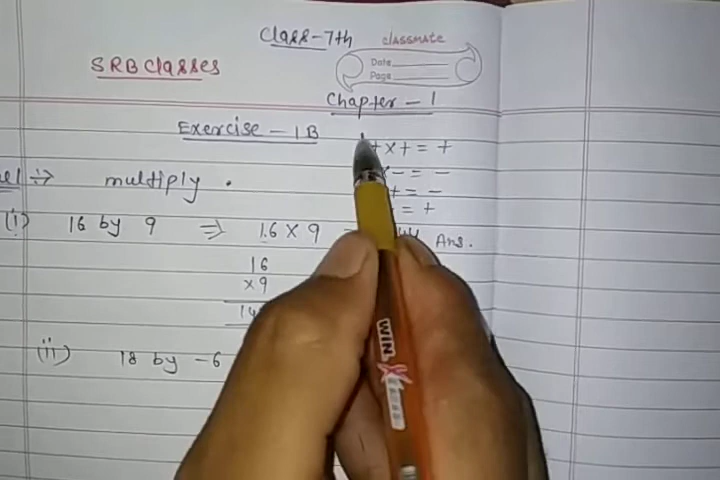 Class-7th
CLASSMATE
SRB Classes
Date
Page
Chapter - 1
Exercise - 1B
+ x + = +
x - = -
+ = -
= +
multiply .
(i) 16 by 9 ⇒ 16 x 9 = Ans.
16
x 9
(ii) 18 by -6
WIN